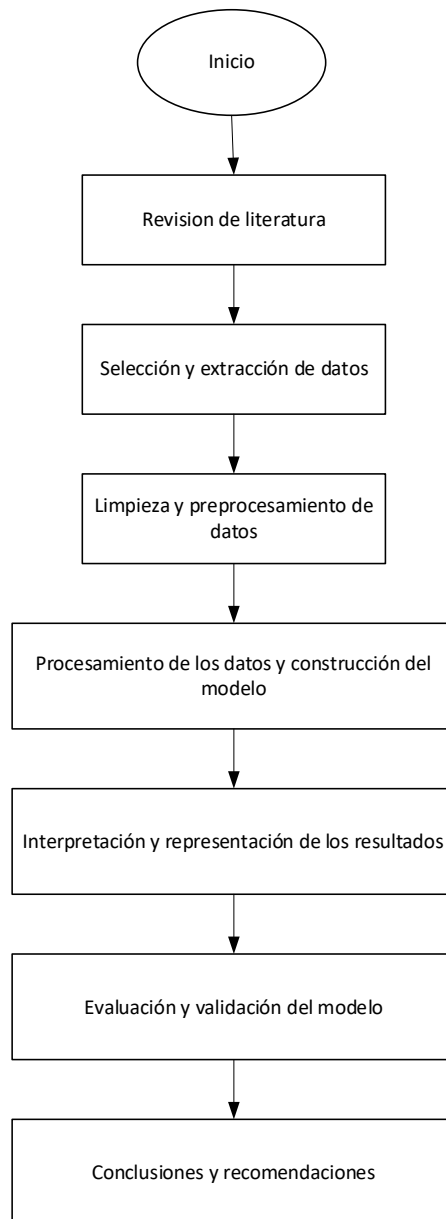 Inicio
Revision de literatura
Selección y extracción de datos
Limpieza y preprocesamiento de
datos
Procesamiento de los datos y construcción del
modelo
Interpretación y representación de los resultados
Evaluación y validación del modelo
Conclusiones y recomendaciones